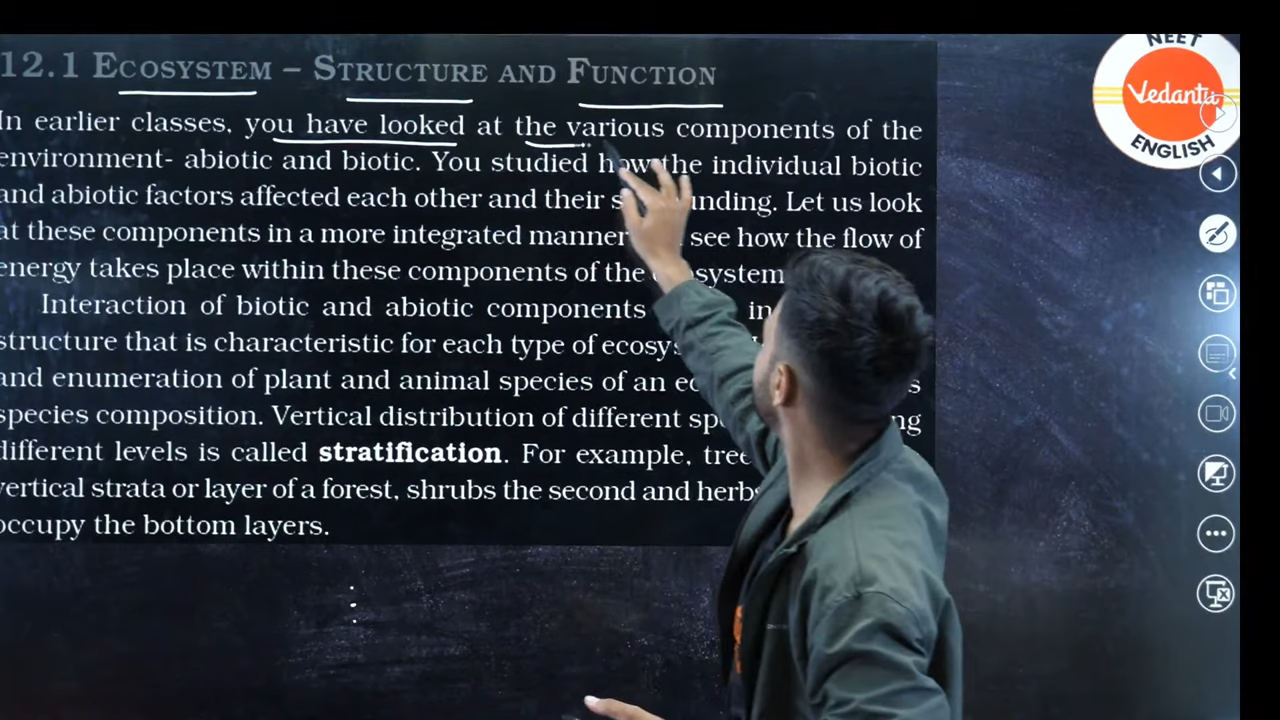 12.1 ECOSYSTEM – STRUCTURE AND FUNCTION
In earlier classes, you have looked at the various components of the
environment- abiotic and biotic. You studied how the individual biotic
and abiotic factors affected each other and their unding. Let us look
at these components in a more integrated manner see how the flow of
energy takes place within these components of the ecosystem
Interaction of biotic and abiotic components in
structure that is characteristic for each type of ecosys
and enumeration of plant and animal species of an ec s
species composition. Vertical distribution of different sp ng
different levels is called stratification. For example, tree
vertical strata or layer of a forest, shrubs the second and herbs
occupy the bottom layers.
NEET
Vedantu
ENGLISH